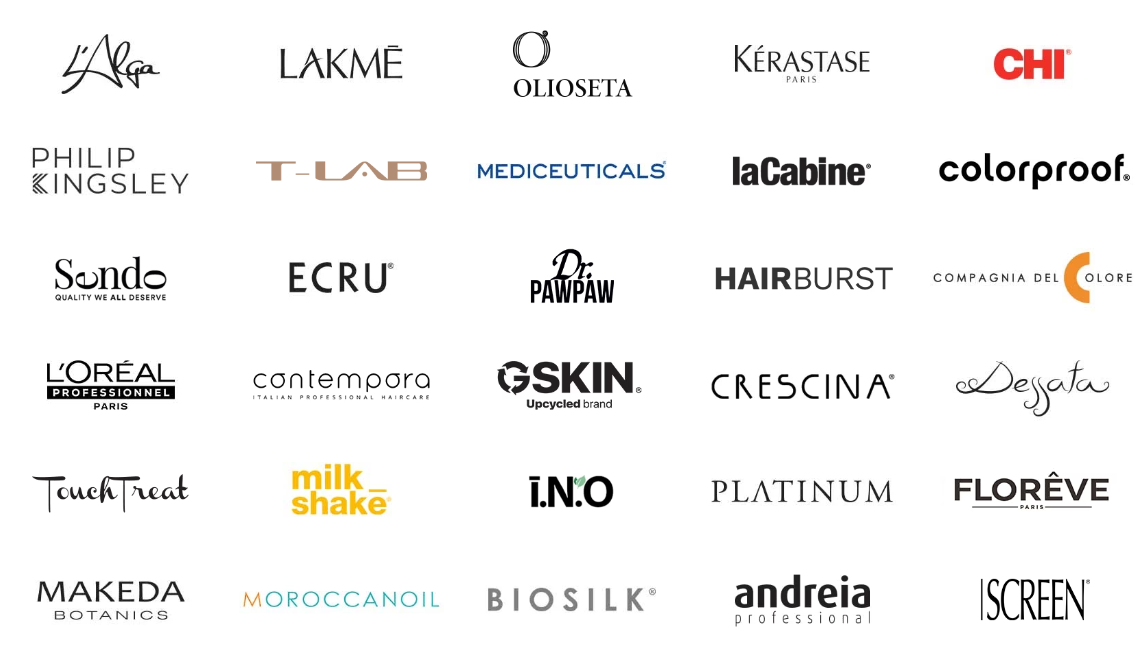 L'Alga
LAKMĒ
OLIOSETA
KÉRASTASE
PARIS
CHI®
PHILIP
KINGSLEY
T-LAB
MEDICEUTICALS®
laCabine®
colorproof®
Sendo
QUALITY WE ALL DESERVE
ECRU®
Dr.
PAWPAW
HAIRBURST
COMPAGNIA DEL COLORE
L'ORÉAL
PROFESSIONNEL
PARIS
contempora
ITALIAN PROFESSIONAL HAIRCARE
GSKIN®
Upcycled brand
CRESCINA®
Dessata
TouchTreat
milk_
shake®
i.N.O
PLATINUM
FLORÊVE
PARIS
MAKEDA
BOTANICS
MOROCCANOIL
BIOSILK®
andreia
professional
ISCREEN®